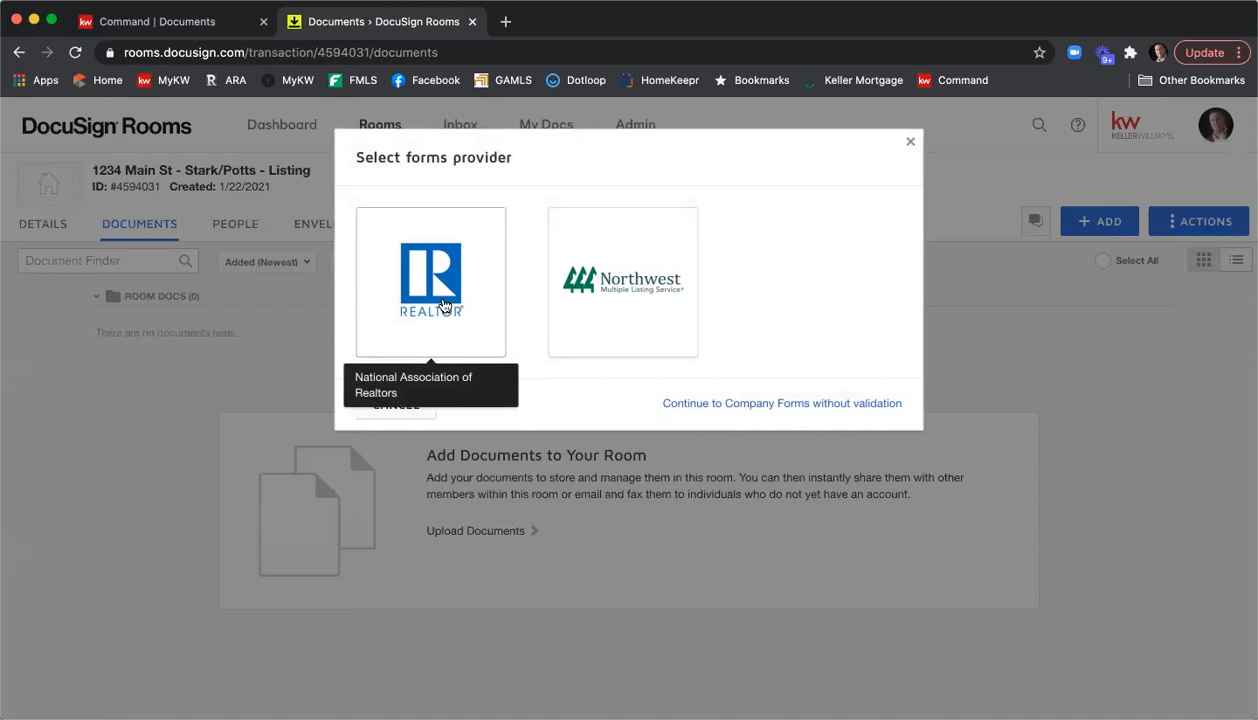 Command | Documents
Documents › DocuSign Rooms
rooms.docusign.com/transaction/4594031/documents
Update
Apps
Home
kw MyKW
R ARA
MyKW
FMLS
Facebook
GAMLS
Dotloop
HomeKeepr
Bookmarks
Keller Mortgage
kw Command
Other Bookmarks
9+
DocuSign Rooms
Dashboard
Rooms
Inbox
My Docs
Admin
kw
KELLERWILLIAMS.
1234 Main St - Stark/Potts - Listing
ID: #4594031 Created: 1/22/2021
DETAILS
DOCUMENTS
PEOPLE
ENVEL
+ ADD
ACTIONS
Document Finder
Added (Newest)
Select All
ROOM DOCS (0)
There are no documents here.
Select forms provider
REALTOR®
Northwest
Multiple Listing Service®
National Association of
Realtors
CANCEL
Continue to Company Forms without validation
Add Documents to Your Room
Add your documents to store and manage them in this room. You can then instantly share them with other
members within this room or email and fax them to individuals who do not yet have an account.
Upload Documents